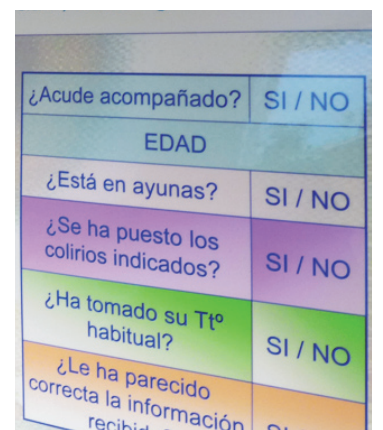 ¿Acude acompañado? SI / NO
EDAD
¿Está en ayunas? SI / NO
¿Se ha puesto los
colirios indicados? SI / NO
¿Ha tomado su Ttº
habitual? SI / NO
¿Le ha parecido
correcta la información